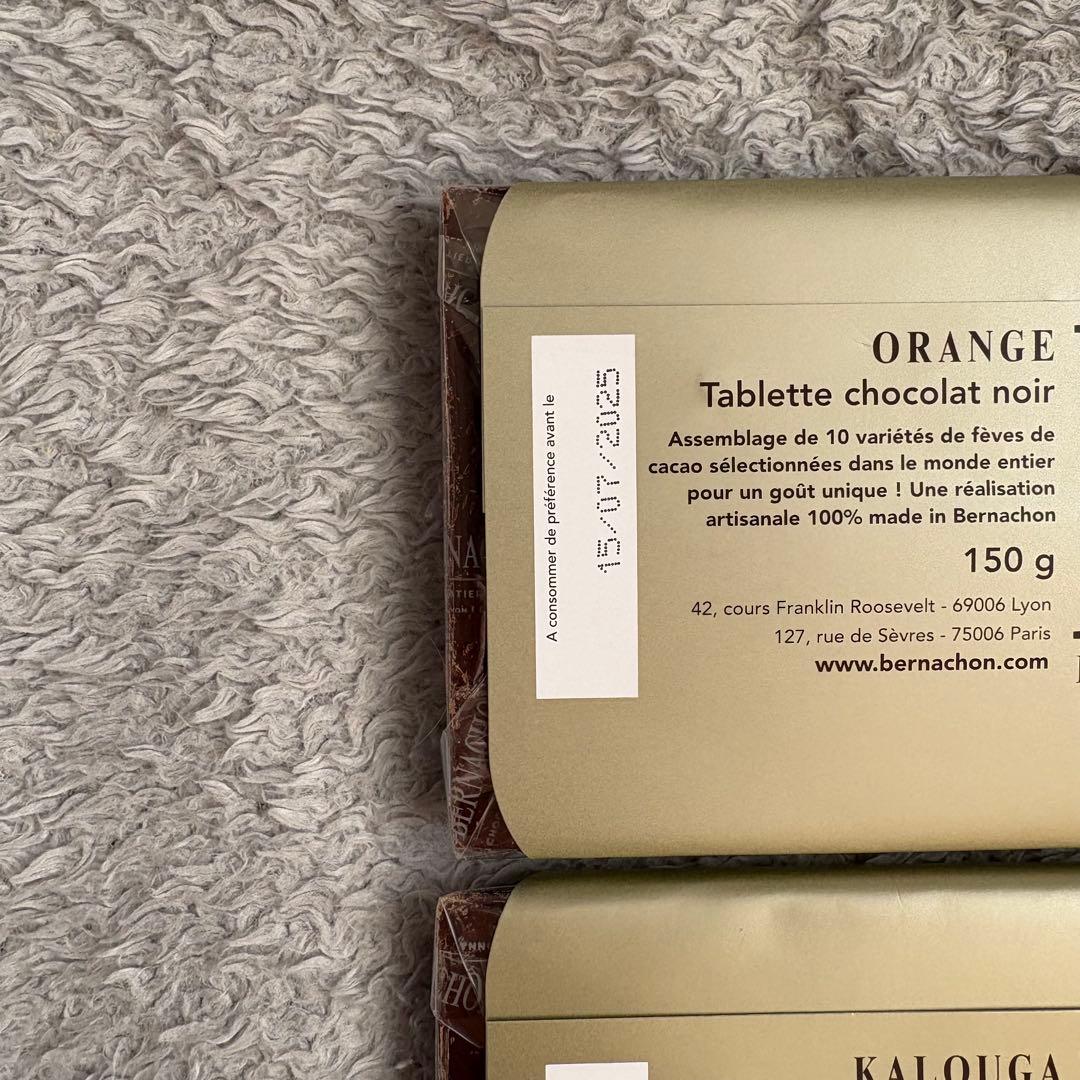 ORANGE
Tablette chocolat noir
Assemblage de 10 variétés de fèves de
cacao sélectionnées dans le monde entier
pour un goût unique ! Une réalisation
artisanale 100% made in Bernachon
150 g
42, cours Franklin Roosevelt - 69006 Lyon
127, rue de Sèvres - 75006 Paris
www.bernachon.com
A consommer de préférence avant le
15/07/2025
BERNACHO
KALOUGA